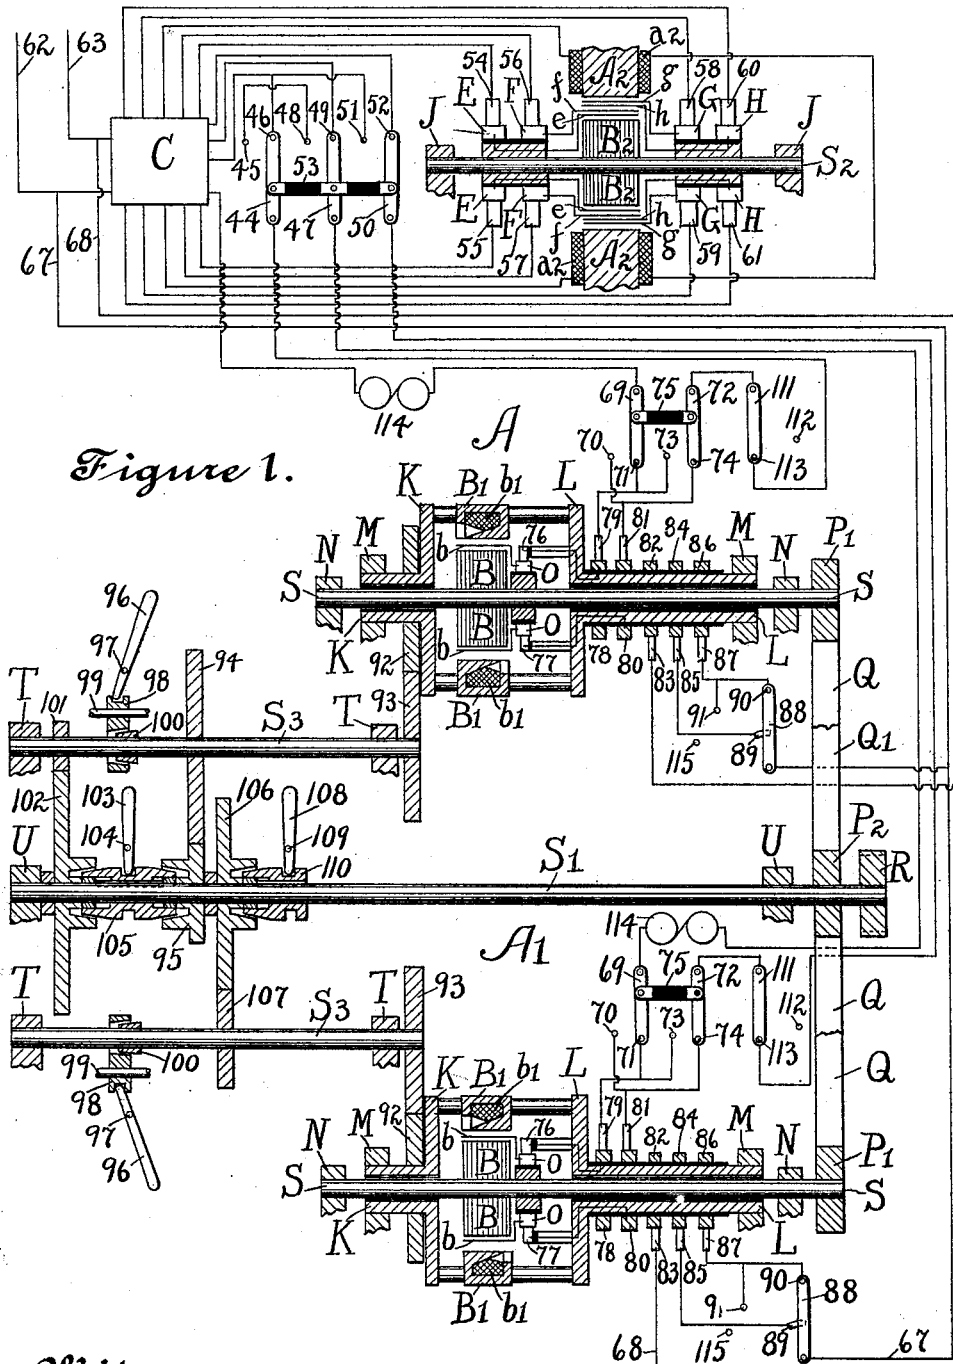 62 63
54 56 a2 58 60
A2
J E F f g G H J
e h
46 48 49 51 52
C
45 53
B2
S2
B2
44 47 50
E F e h G H
f g
55 57 a2 A2 59 61
67 68
69 75 72 111
114
70 73 112
71 74 113
Figure 1.
A
K B1 b1 L
M 76 79 81 82 84 86 M N P1
N b O
S B S
B
K b O
77 78 80 83 85 87 L
92 B1 b1
96 94
97
99 98 93 90 88 Q
T 101 100 S3 T 91
115 89 Q1
102 103 106 108
104 109
U 110 S1 U P2 R
105 95
A1
114
69 75 72 111
T 107 S3 T 93 70 73 112 Q
71 74 113
99 100
98 K B1 b1 L Q
97 92 76 79 81 82 84 86 M N P1
96 N M b O
S B S
B
K b O
77 78 80 83 85 87 L
B1 b1
90 88
91
68 115 89 67